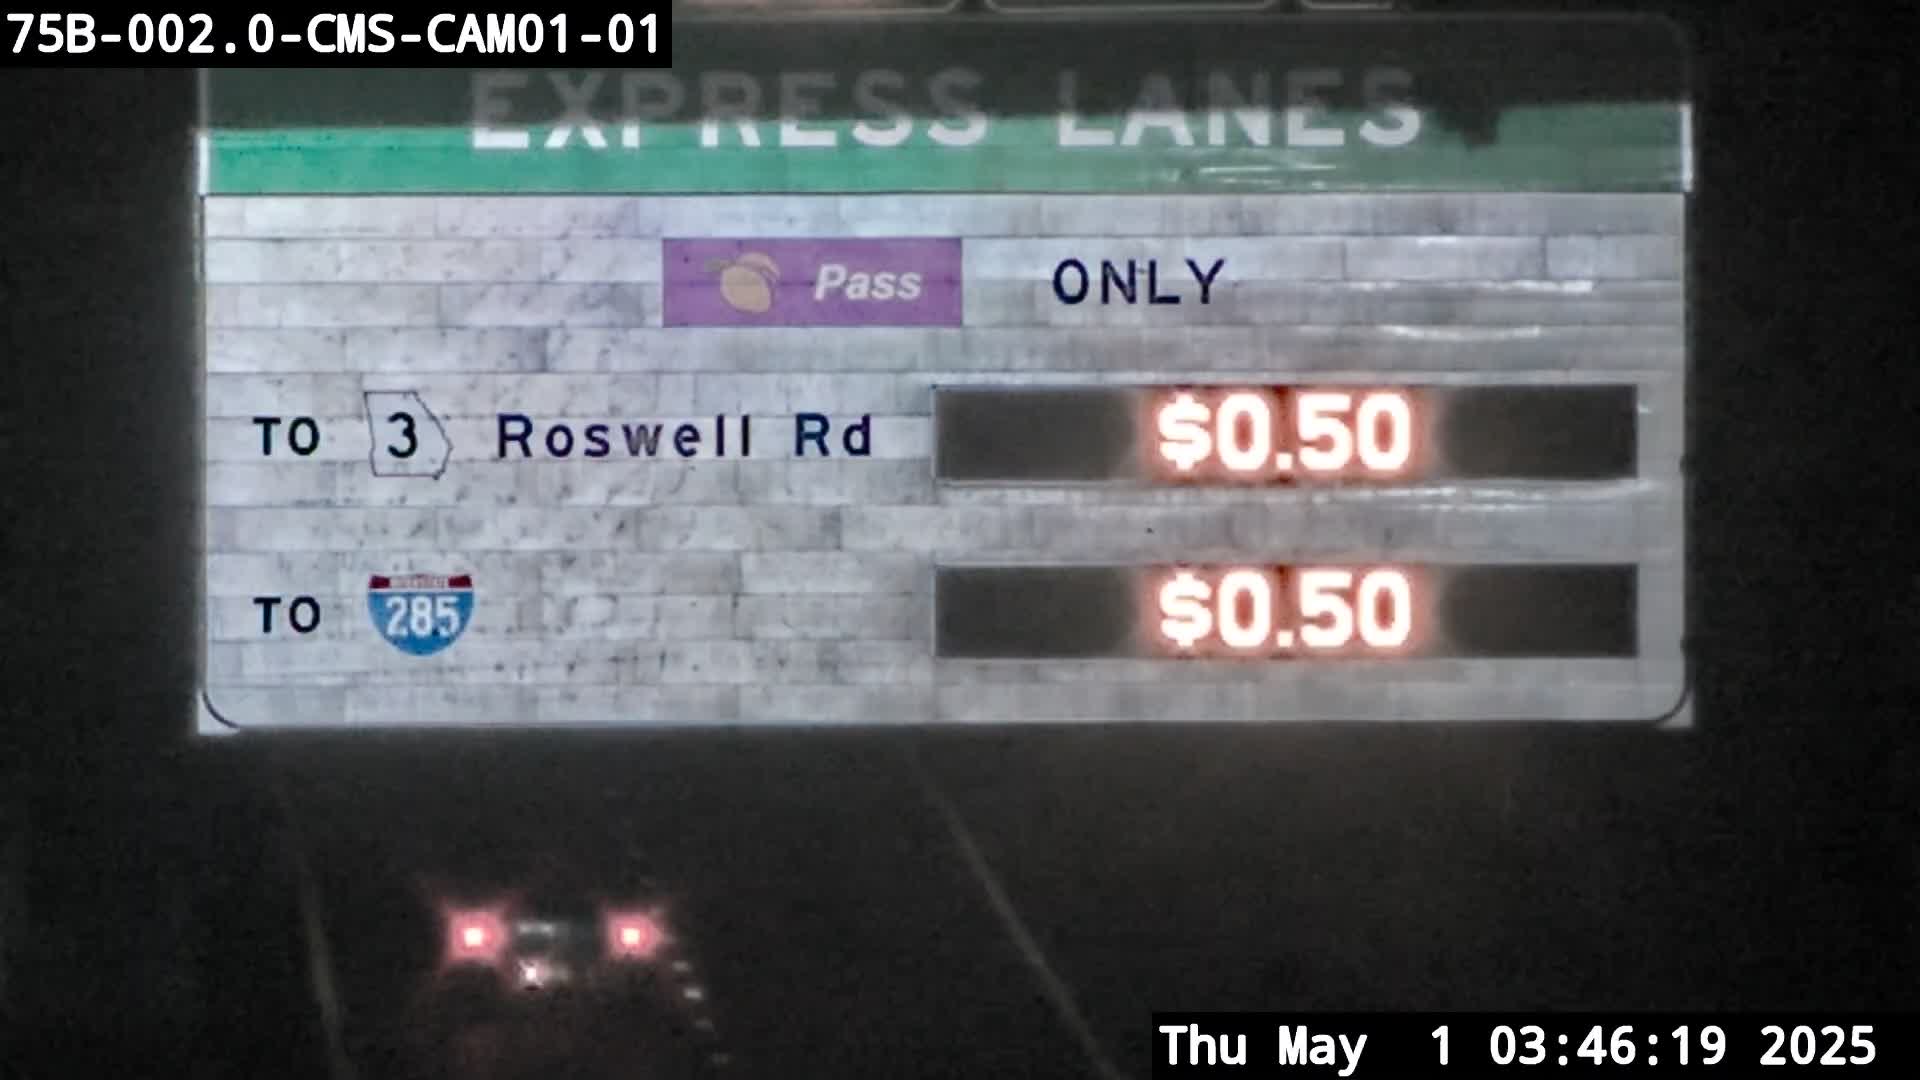 75B-002.0-CMS-CAM01-01
EXPRESS LANES
Pass ONLY
TO 3 Roswell Rd $0.50
INTERSTATE
TO 285 $0.50
Thu May 1 03:46:19 2025